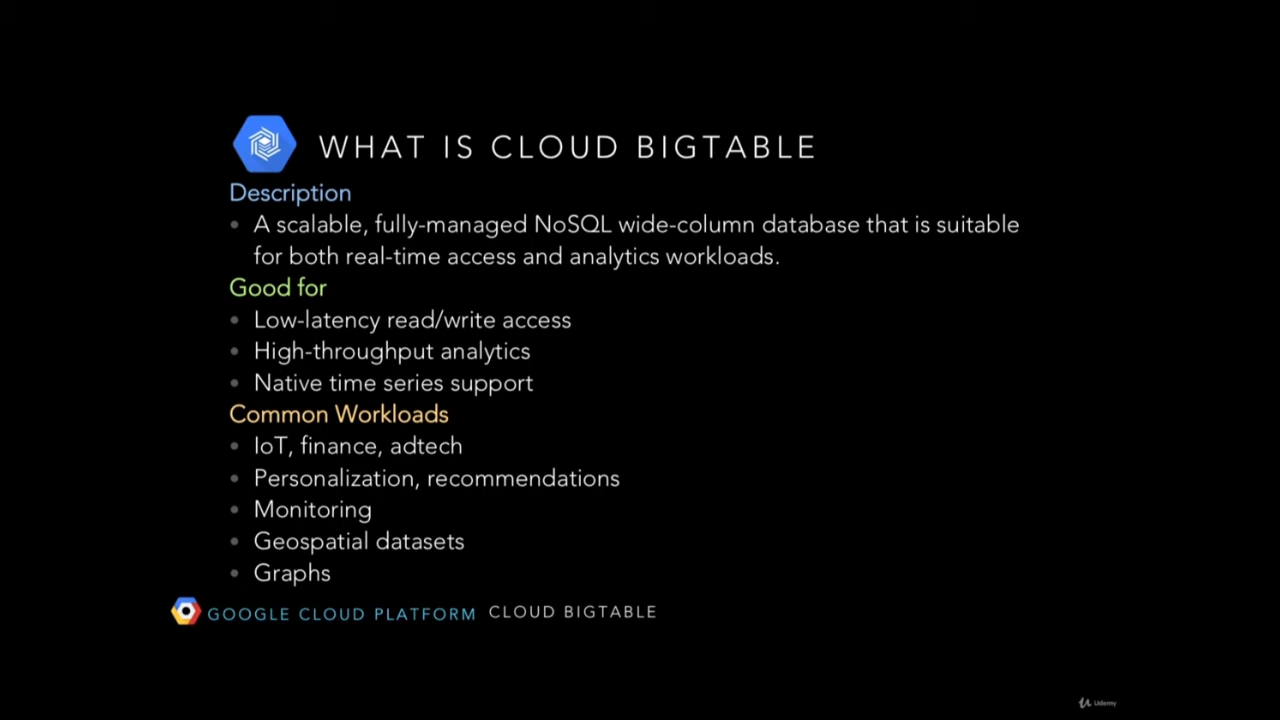 WHAT IS CLOUD BIGTABLE
Description
• A scalable, fully-managed NoSQL wide-column database that is suitable
for both real-time access and analytics workloads.
Good for
• Low-latency read/write access
• High-throughput analytics
• Native time series support
Common Workloads
• IoT, finance, adtech
• Personalization, recommendations
• Monitoring
• Geospatial datasets
• Graphs
GOOGLE CLOUD PLATFORM CLOUD BIGTABLE
Udemy